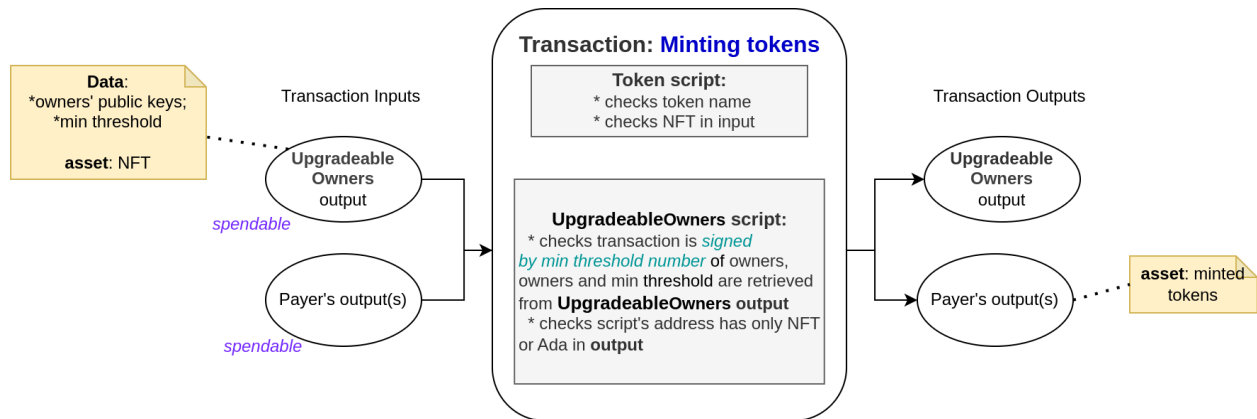 Transaction: Minting tokens
Token script:
* checks token name
* checks NFT in input
Data:
*owners' public keys;
*min threshold
asset: NFT
Transaction Inputs
Upgradeable
Owners
output
spendable
Payer's output(s)
spendable
UpgradeableOwners script:
* checks transaction is signed
by min threshold number of owners,
owners and min threshold are retrieved
from UpgradeableOwners output
* checks script's address has only NFT
or Ada in output
Transaction Outputs
Upgradeable
Owners
output
Payer's output(s)
asset: minted
tokens